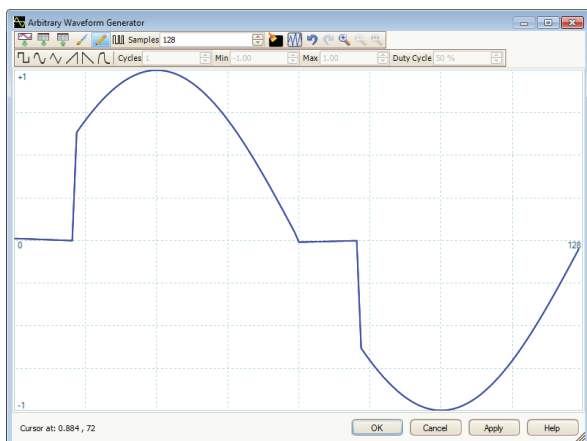 Arbitrary Waveform Generator
Samples 128
Cycles 1 Min -1.00 Max 1.00 Duty Cycle 50 %
+1
0 128
-1
Cursor at: 0.884 , 72 OK Cancel Apply Help